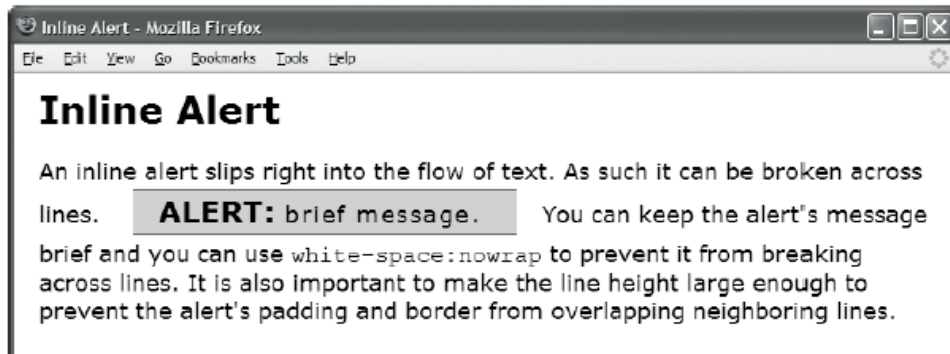 Inline Alert - Mozilla Firefox
File Edit View Go Bookmarks Tools Help
Inline Alert
An inline alert slips right into the flow of text. As such it can be broken across
lines. ALERT: brief message. You can keep the alert"s message
brief and you can use white-space:nowrap to prevent it from breaking
across lines. It is also important to make the line height large enough to
prevent the alert's padding and border from overlapping neighboring lines.